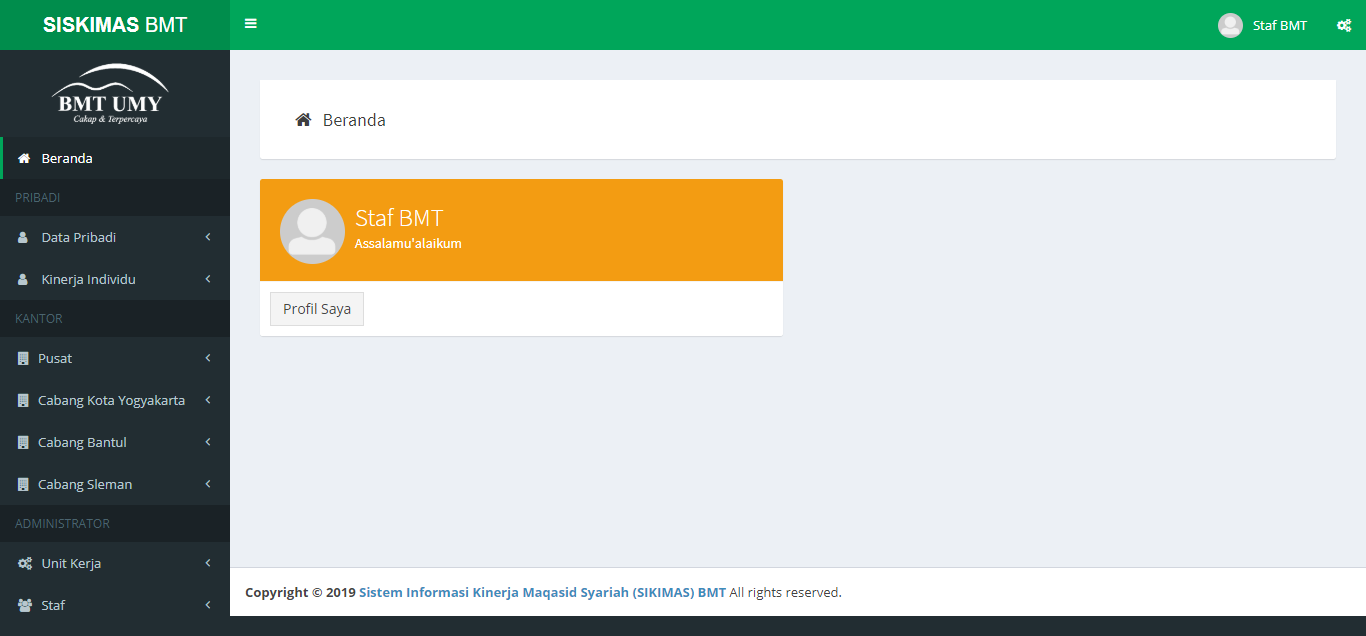 SISKIMAS BMT
Staf BMT
BMT UMY
Cakap & Terpercaya
Beranda
PRIBADI
Data Pribadi
Kinerja Individu
KANTOR
Pusat
Cabang Kota Yogyakarta
Cabang Bantul
Cabang Sleman
ADMINISTRATOR
Unit Kerja
Staf
Beranda
Staf BMT
Assalamu'alaikum
Profil Saya
Copyright © 2019 Sistem Informasi Kinerja Maqasid Syariah (SIKIMAS) BMT All rights reserved.